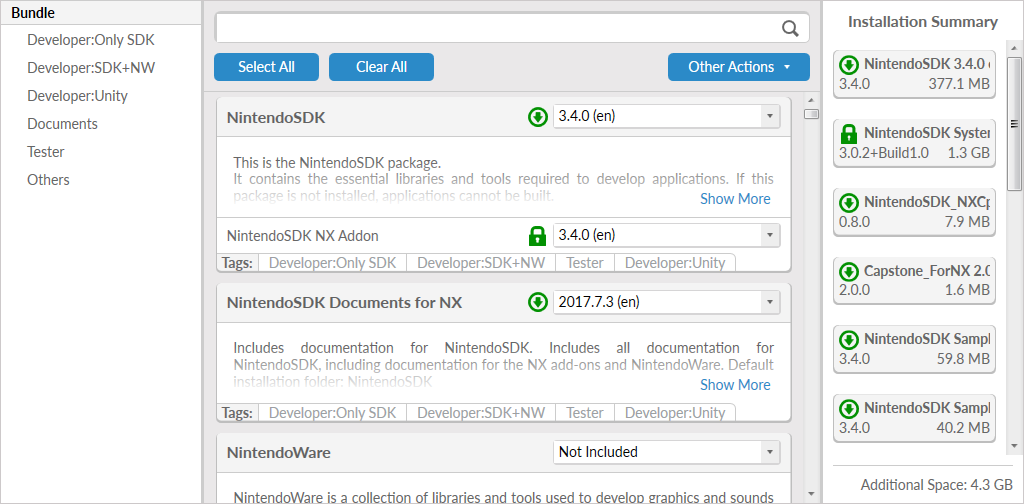 Bundle
Developer:Only SDK
Developer:SDK+NW
Developer:Unity
Documents
Tester
Others
Select All
Clear All
Other Actions
NintendoSDK
3.4.0 (en)
This is the NintendoSDK package.
It contains the essential libraries and tools required to develop applications. If this
package is not installed, applications cannot be built.
Show More
NintendoSDK NX Addon
3.4.0 (en)
Tags: Developer:Only SDK Developer:SDK+NW Tester Developer:Unity
NintendoSDK Documents for NX
2017.7.3 (en)
Includes documentation for NintendoSDK. Includes all documentation for
NintendoSDK, including documentation for the NX add-ons and NintendoWare. Default
installation folder: NintendoSDK
Show More
Tags: Developer:Only SDK Developer:SDK+NW Tester Developer:Unity
NintendoWare
Not Included
NintendoWare is a collection of libraries and tools used to develop graphics and sounds
Installation Summary
NintendoSDK 3.4.0
3.4.0 377.1 MB
NintendoSDK Syste
3.0.2+Build1.0 1.3 GB
NintendoSDK_NXCp
0.8.0 7.9 MB
Capstone_ForNX 2.0
2.0.0 1.6 MB
NintendoSDK Sampl
3.4.0 59.8 MB
NintendoSDK Sampl
3.4.0 40.2 MB
Additional Space: 4.3 GB